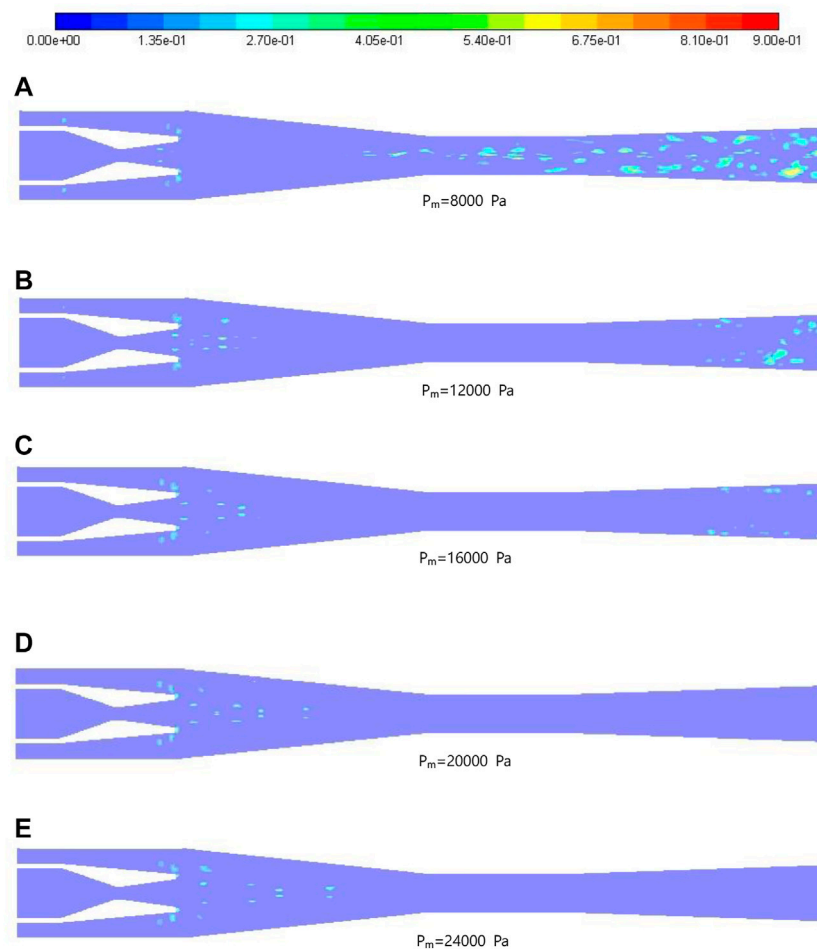 0.00e+00 1.35e-01 2.70e-01 4.05e-01 5.40e-01 6.75e-01 8.10e-01 9.00e-01
A
Pₘ=8000 Pa
B
Pₘ=12000 Pa
C
Pₘ=16000 Pa
D
Pₘ=20000 Pa
E
Pₘ=24000 Pa